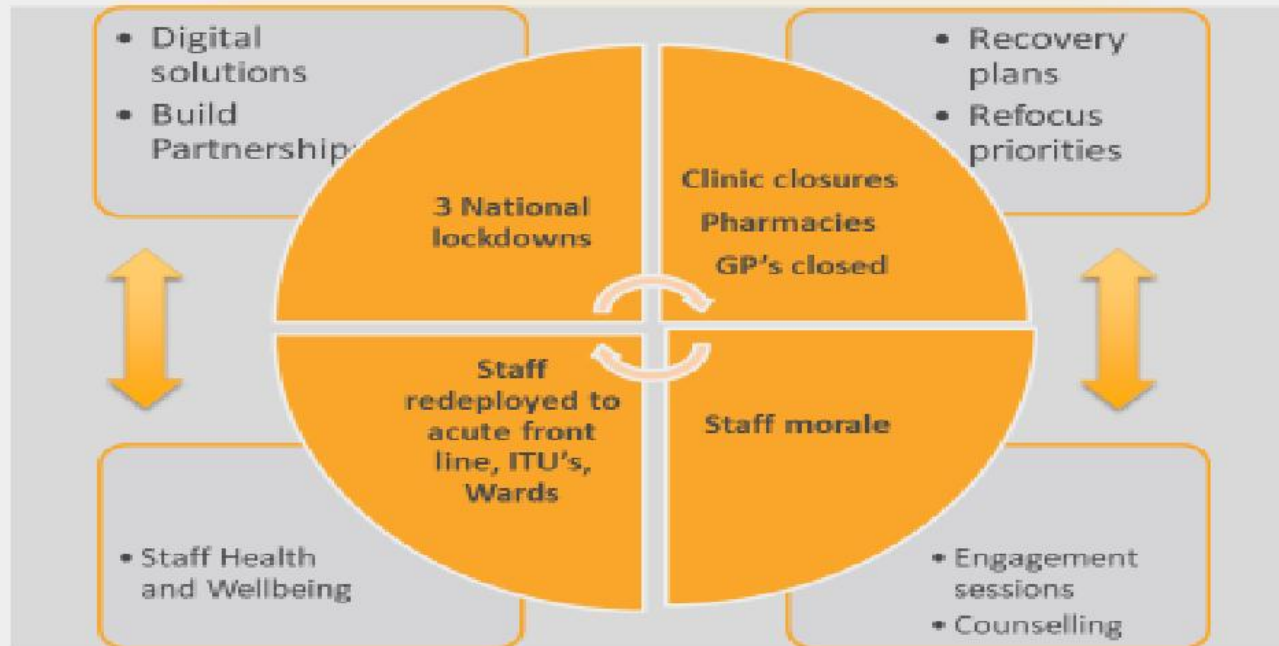 • Digital
solutions
• Build
Partnership
• Recovery
plans
• Refocus
priorities
3 National
lockdowns
Clinic closures
Pharmacies
GP's closed
Staff
redeployed to
acute front
line, ITU's,
Wards
Staff morale
• Staff Health
and Wellbeing
• Engagement
sessions
• Counselling